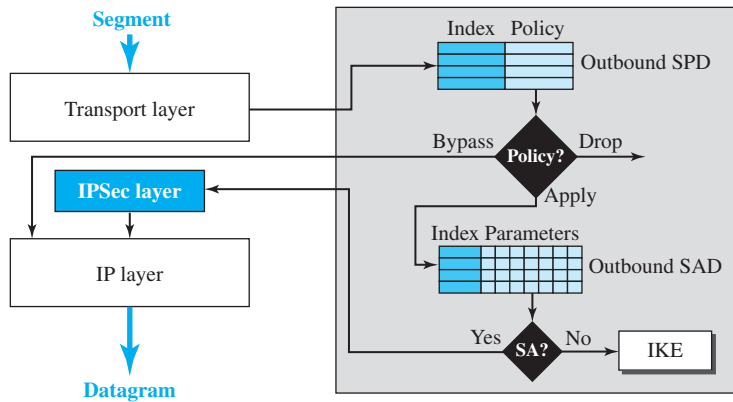 Segment
Index Policy
Outbound SPD
Transport layer
Bypass
Policy?
Drop
IPSec layer
Apply
Index Parameters
IP layer
Outbound SAD
Yes
SA?
No
IKE
Datagram